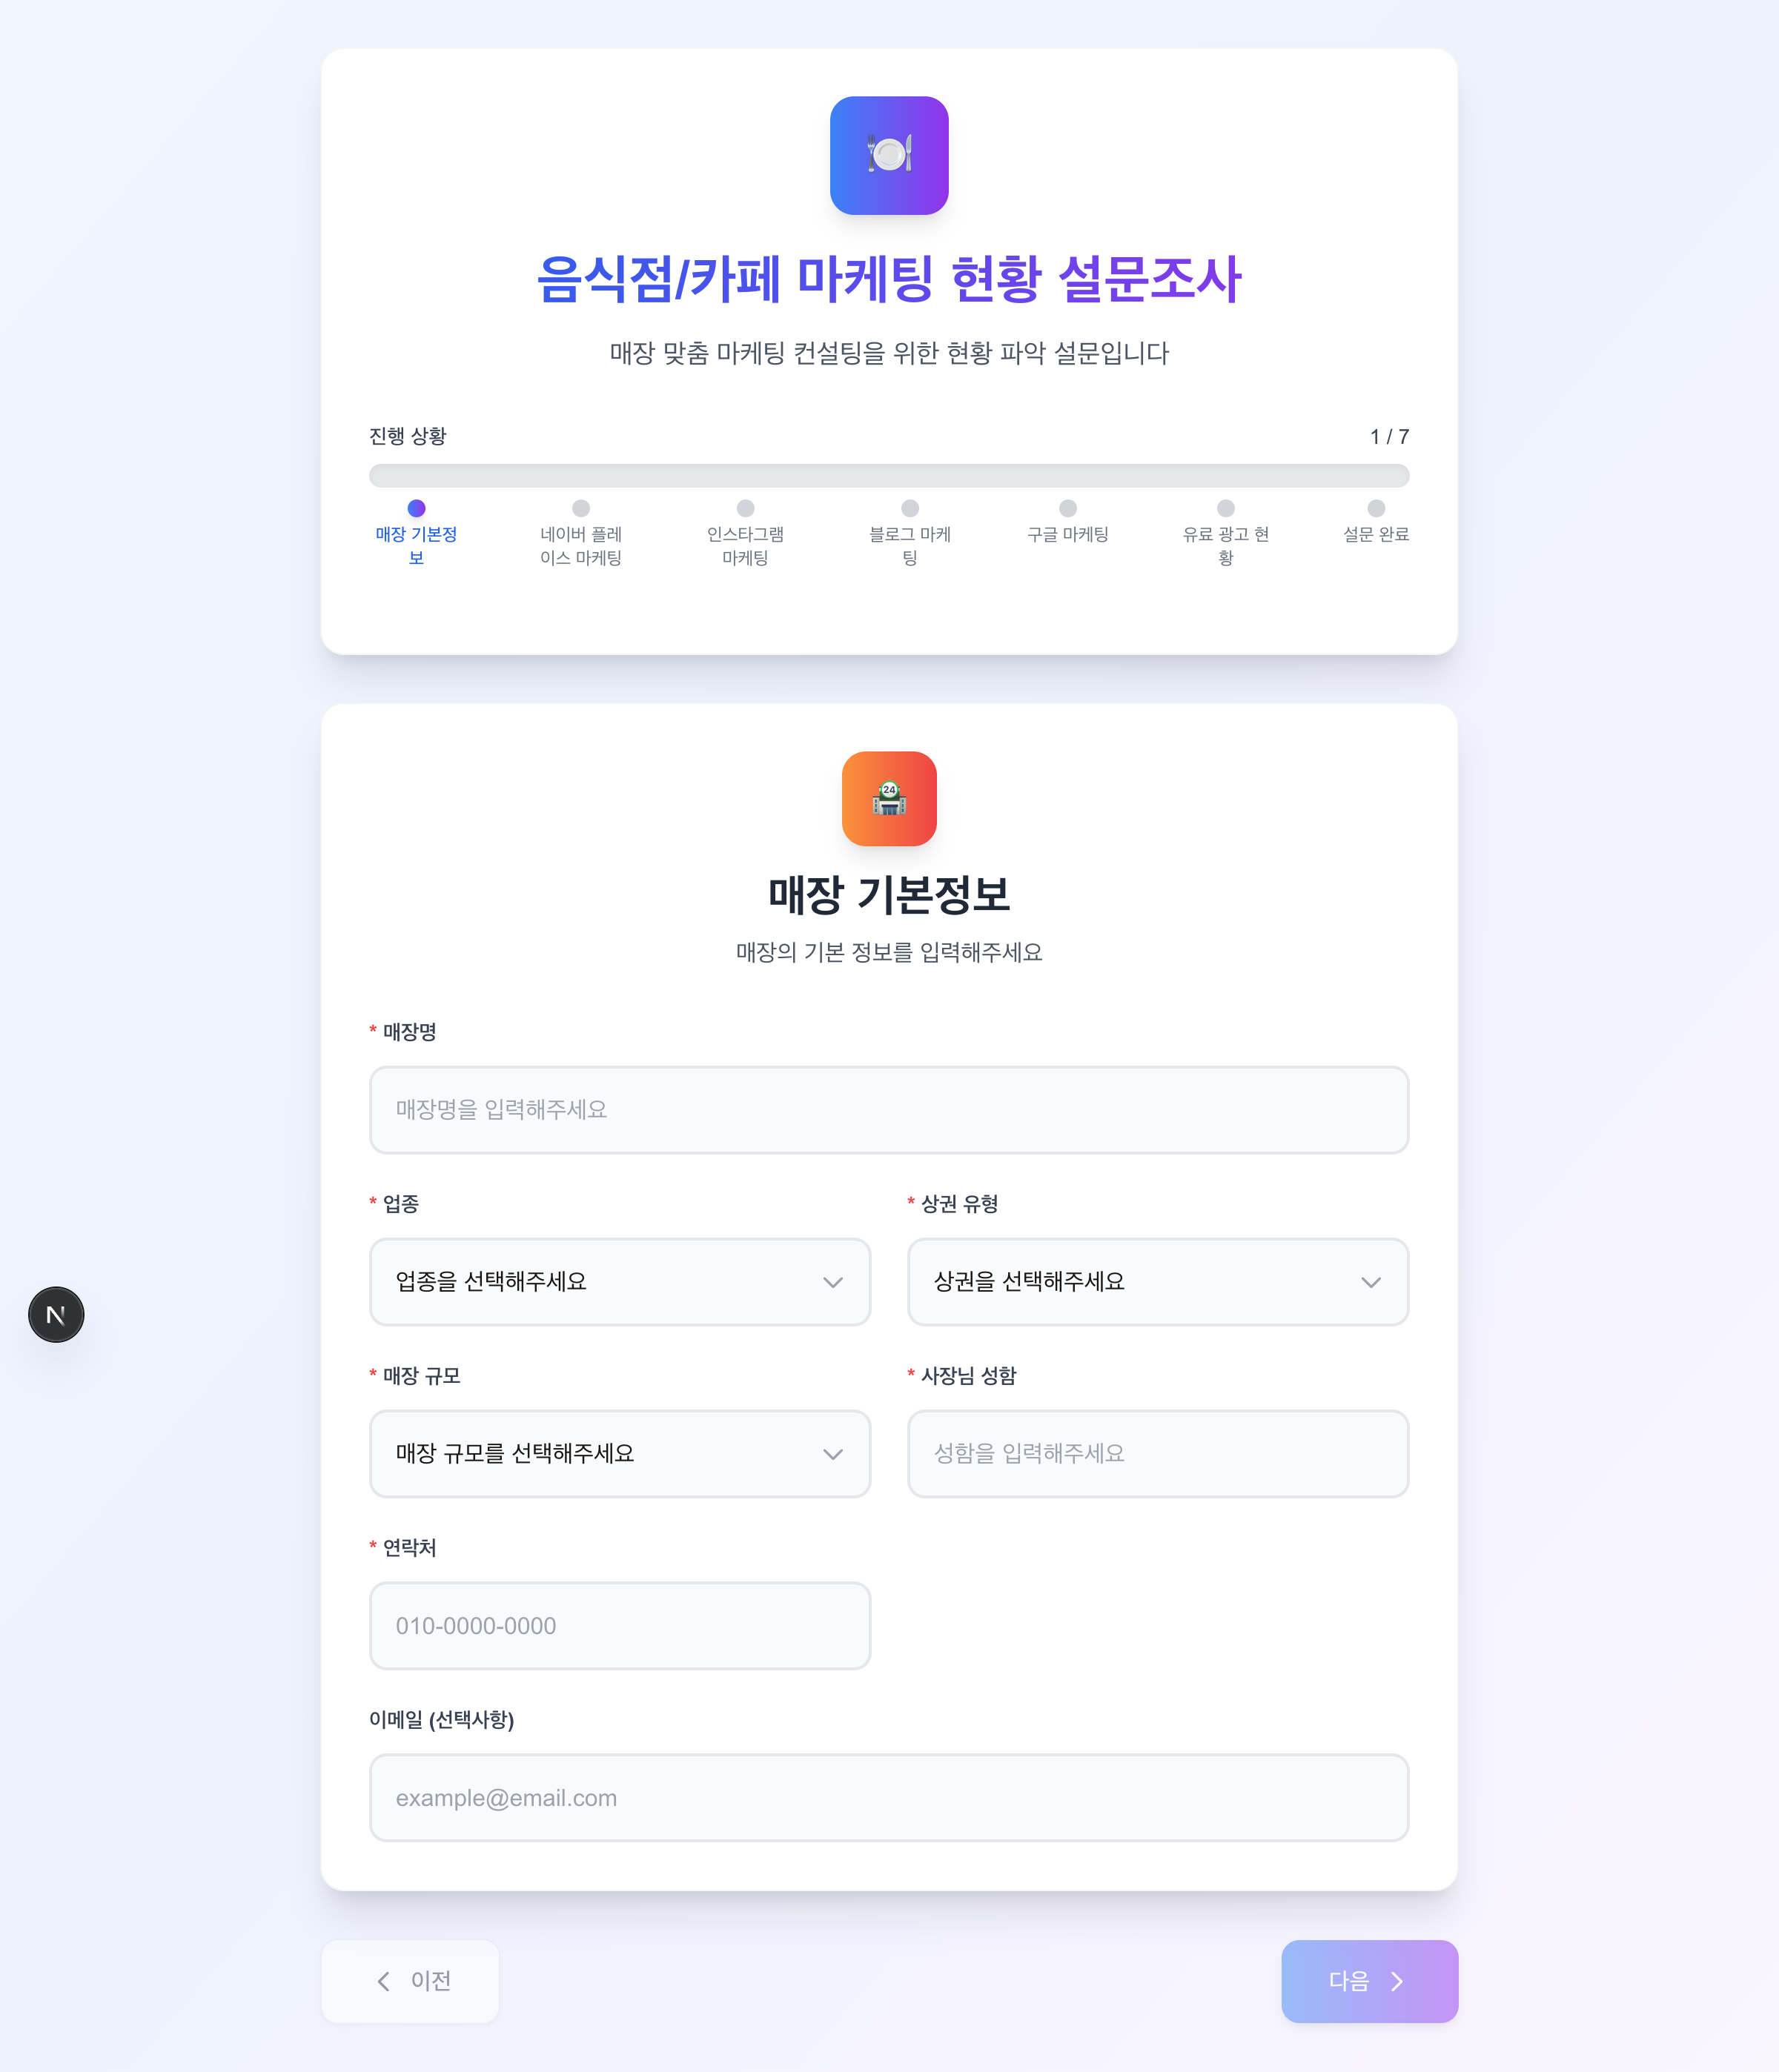 음식점/카페 마케팅 현황 설문조사
매장 맞춤 마케팅 컨설팅을 위한 현황 파악 설문입니다
진행 상황
1 / 7
매장 기본정
보
네이버 플레
이스 마케팅
인스타그램
마케팅
블로그 마케
팅
구글 마케팅
유료 광고 현
황
설문 완료
24
매장 기본정보
매장의 기본 정보를 입력해주세요
* 매장명
매장명을 입력해주세요
* 업종
* 상권 유형
업종을 선택해주세요
상권을 선택해주세요
* 매장 규모
* 사장님 성함
매장 규모를 선택해주세요
성함을 입력해주세요
* 연락처
010-0000-0000
이메일 (선택사항)
example@email.com
N
이전
다음